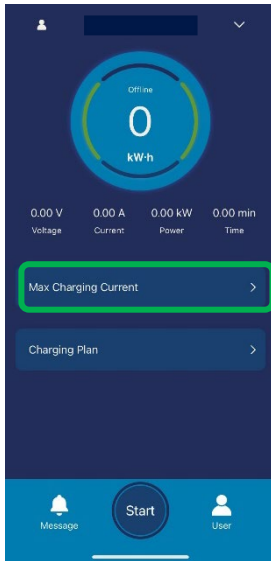 Offline
0
kW·h
0.00 V 0.00 A 0.00 kW 0.00 min
Voltage Current Power Time
Max Charging Current
Charging Plan
Start
Message User